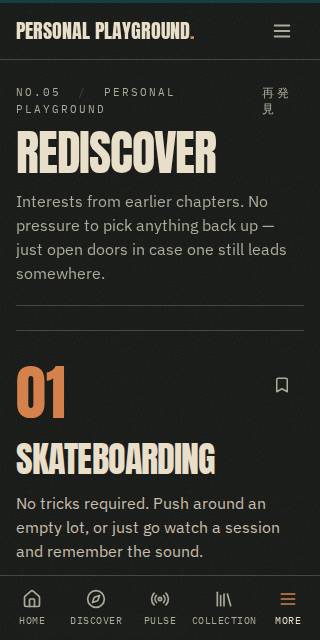 PERSONAL PLAYGROUND.
NO.05 / PERSONAL PLAYGROUND
再発見
REDISCOVER
Interests from earlier chapters. No
pressure to pick anything back up —
just open doors in case one still leads
somewhere.
01
SKATEBOARDING
No tricks required. Push around an
empty lot, or just go watch a session
and remember the sound.
HOME
DISCOVER
PULSE
COLLECTION
MORE